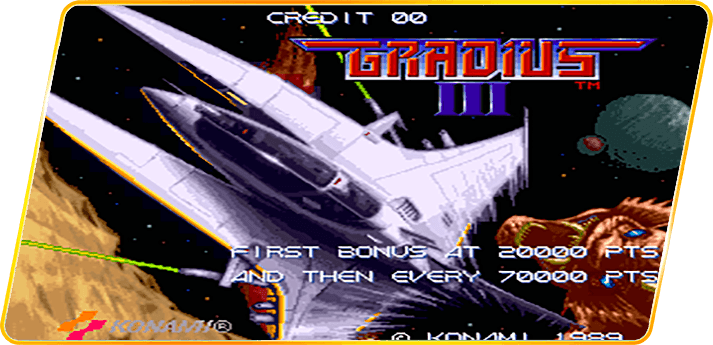 CREDIT 00
GRADIUS
III
TM
FIRST BONUS AT 20000 PTS
AND THEN EVERY 70000 PTS
KONAMI®
© KONAMI 1989